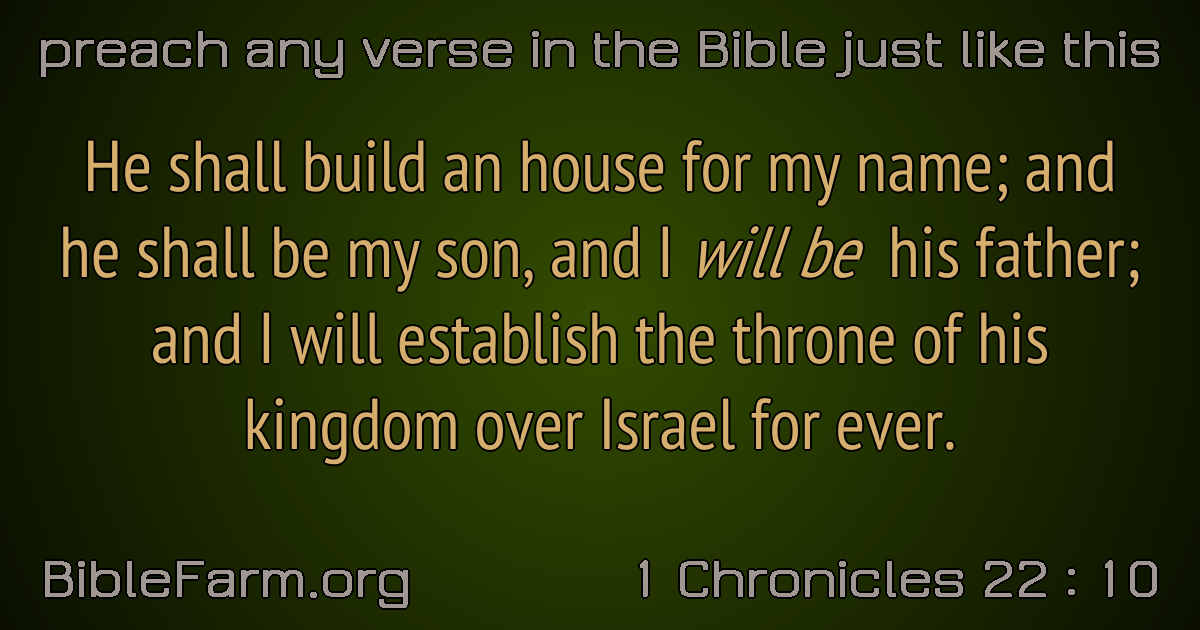 preach any verse in the Bible just like this
He shall build an house for my name; and
he shall be my son, and I will be his father;
and I will establish the throne of his
kingdom over Israel for ever.
BibleFarm.org
1 Chronicles 22 : 10